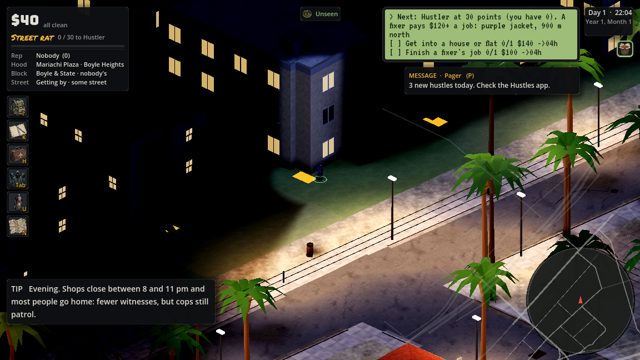 $40 all clean
STREET RAT 0 / 30 to Hustler
Rep Nobody (0)
Hood Mariachi Plaza · Boyle Heights
Block Boyle & State · nobody's
Street Getting by · some street
Unseen
> Next: Hustler at 30 points (you have 0). A
fixer pays $120+ a job: purple jacket, 900 m
north
[ ] Get into a house or flat 0/1 $140 ->04h
[ ] Finish a fixer's job 0/1 $100 ->04h
Day 1 · 22:04
Year 1, Month 1
MESSAGE · Pager (P)
3 new hustles today. Check the Hustles app.
TIP Evening. Shops close between 8 and 11 pm and
most people go home: fewer witnesses, but cops still
patrol.